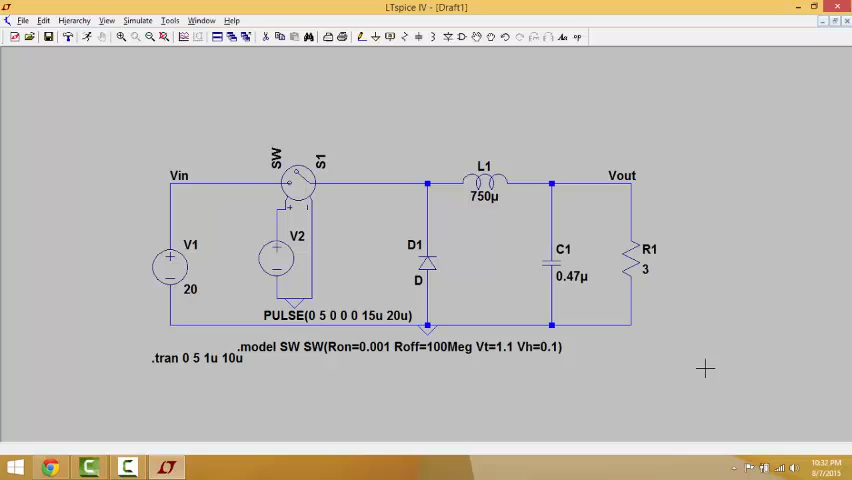 LTspice IV - [Draft1]
File Edit Hierarchy View Simulate Tools Window Help
Aa .op
SW
S1
L1
Vin
Vout
750µ
V2
V1
D1
C1
R1
20
D
0.47µ
3
PULSE(0 5 0 0 0 15u 20u)
.model SW SW(Ron=0.001 Roff=100Meg Vt=1.1 Vh=0.1)
.tran 0 5 1u 10u
10:32 PM
8/7/2015